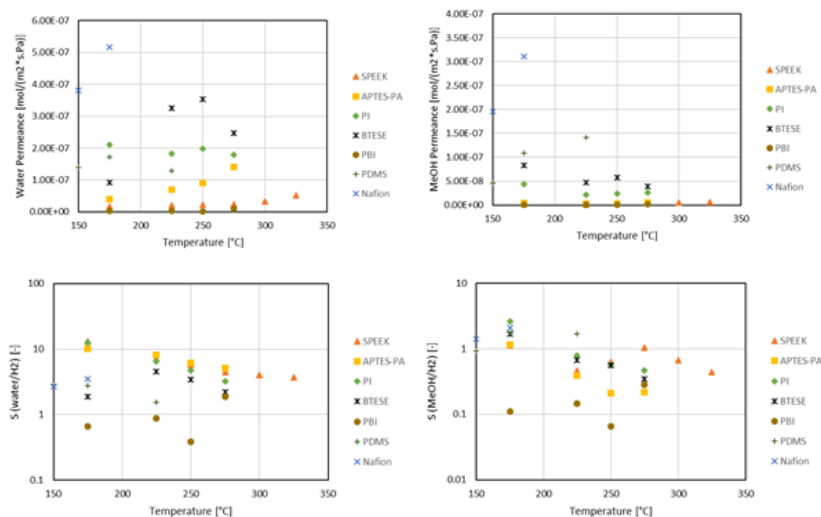 6.00E-07
5.00E-07
4.00E-07
3.00E-07
2.00E-07
1.00E-07
0.00E+00
Water Permeance [mol/(m2*s.Pa)]
150 200 250 300 350
Temperature [°C]
SPEEK
APTES-PA
PI
BTESE
PBI
PDMS
Nafion
4.00E-07
3.50E-07
3.00E-07
2.50E-07
2.00E-07
1.50E-07
1.00E-07
5.00E-08
0.00E+00
MeOH Permeance [mol/(m2*s.Pa)]
150 200 250 300 350
Temperature [°C]
SPEEK
APTES-PA
PI
BTESE
PBI
PDMS
Nafion
100
10
1
0.1
S (water/H2) [-]
150 200 250 300 350
Temperature [°C]
SPEEK
APTES-PA
PI
BTESE
PBI
PDMS
Nafion
10
1
0.1
0.01
S (MeOH/H2) [-]
150 200 250 300 350
Temperature [°C]
SPEEK
APTES-PA
PI
BTESE
PBI
PDMS
Nafion